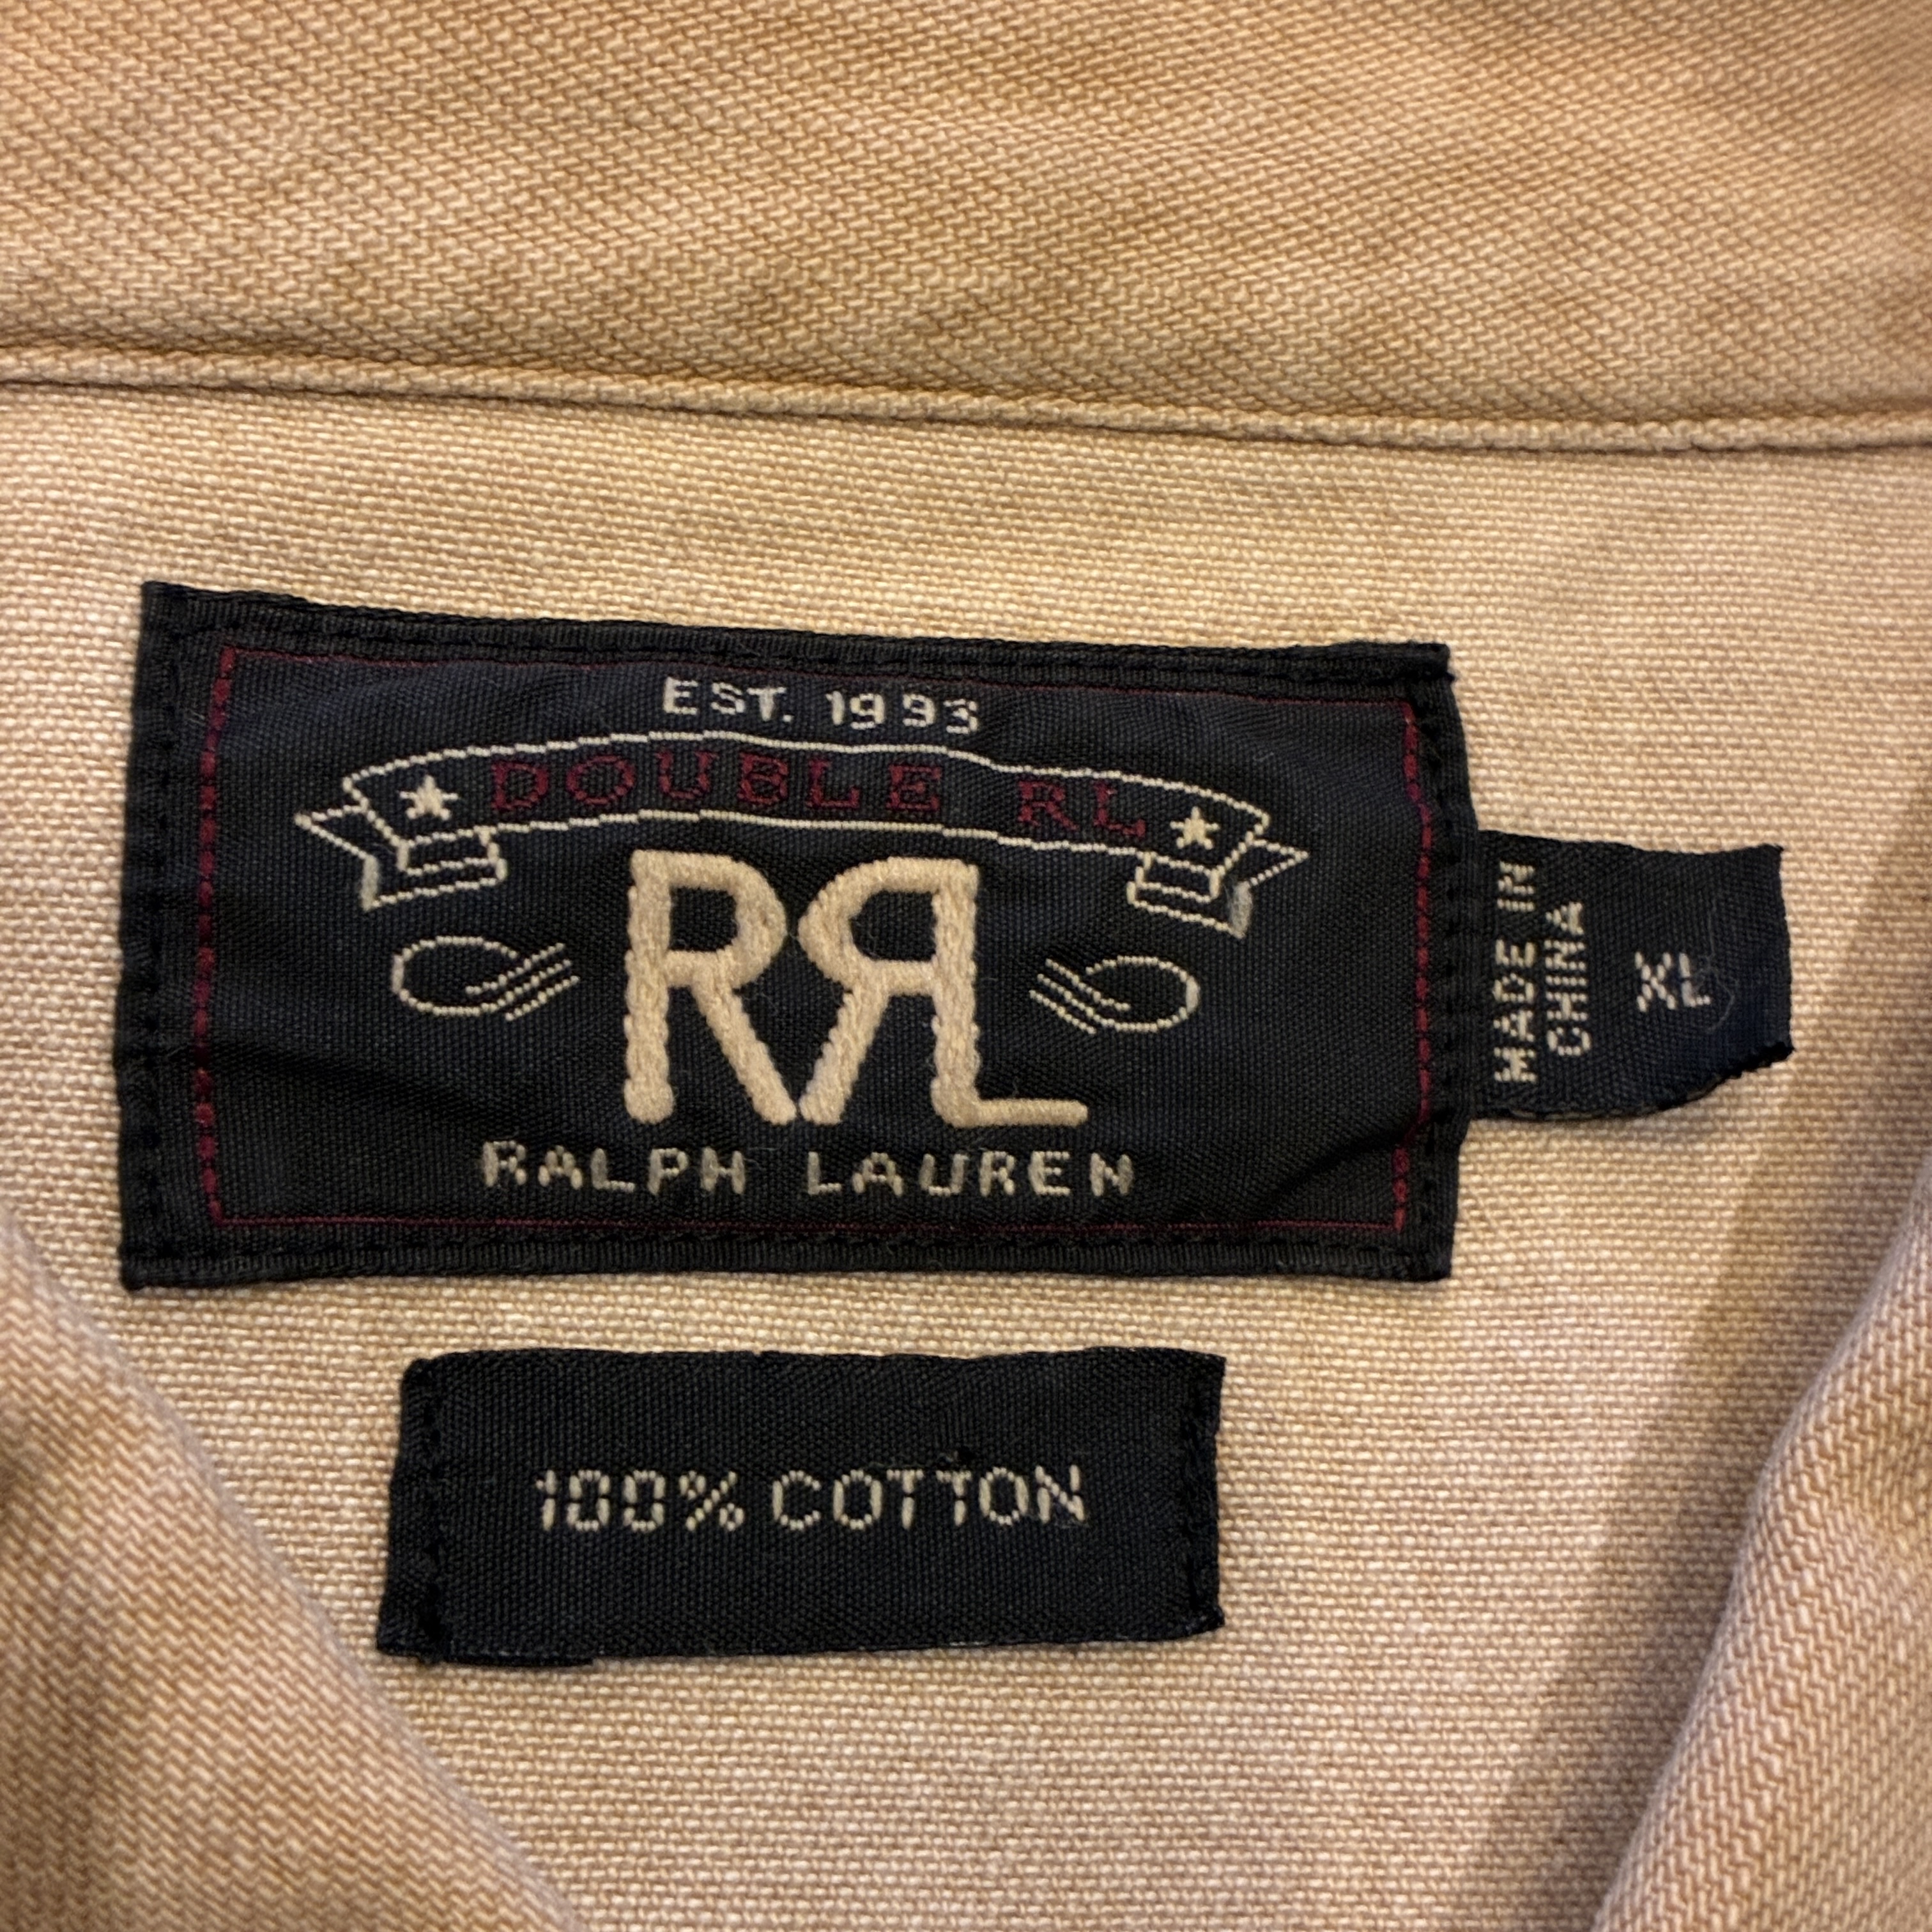 EST. 1993
DOUBLE RL
RRL
RALPH LAUREN
MADE IN
CHINA
XL
100% COTTON